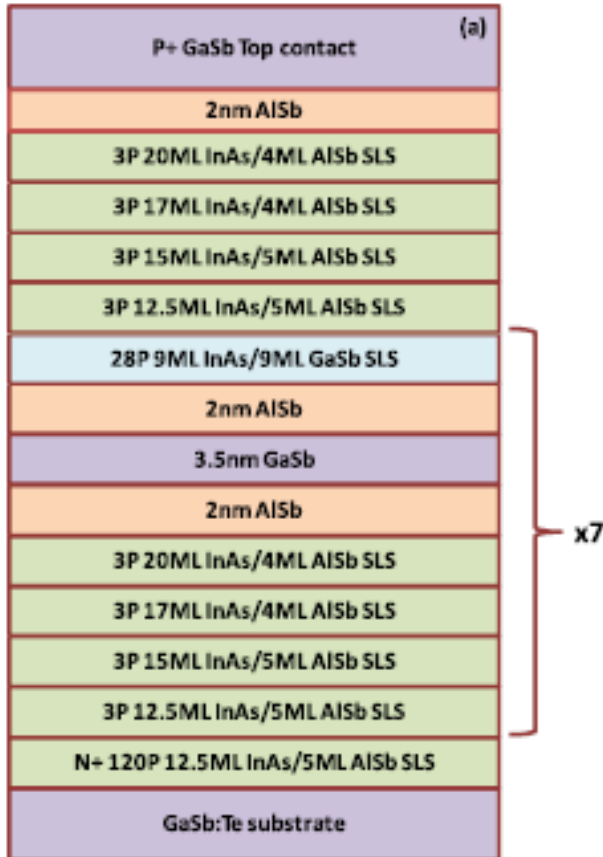 (a)
P+ GaSb Top contact
2nm AlSb
3P 20ML InAs/4ML AlSb SLS
3P 17ML InAs/4ML AlSb SLS
3P 15ML InAs/5ML AlSb SLS
3P 12.5ML InAs/5ML AlSb SLS
28P 9ML InAs/9ML GaSb SLS
2nm AlSb
3.5nm GaSb
2nm AlSb
x7
3P 20ML InAs/4ML AlSb SLS
3P 17ML InAs/4ML AlSb SLS
3P 15ML InAs/5ML AlSb SLS
3P 12.5ML InAs/5ML AlSb SLS
N+ 120P 12.5ML InAs/5ML AlSb SLS
GaSb:Te substrate